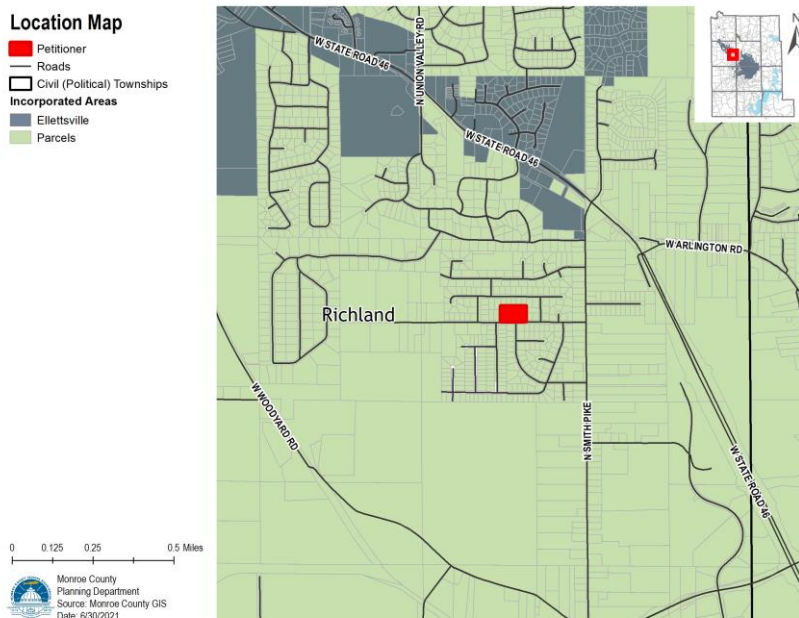 Location Map
Petitioner
Roads
Civil (Political) Townships
Incorporated Areas
Ellettsville
Parcels
0 0.125 0.25 0.5 Miles
Monroe County
Planning Department
Source: Monroe County GIS
Date: 6/30/2021
W STATE ROAD 46
N UNION VALLEY RD
W STATE ROAD 46
W ARLINGTON RD
Richland
W WOODYARD RD
N SMITH PIKE
W STATE ROAD 46
N